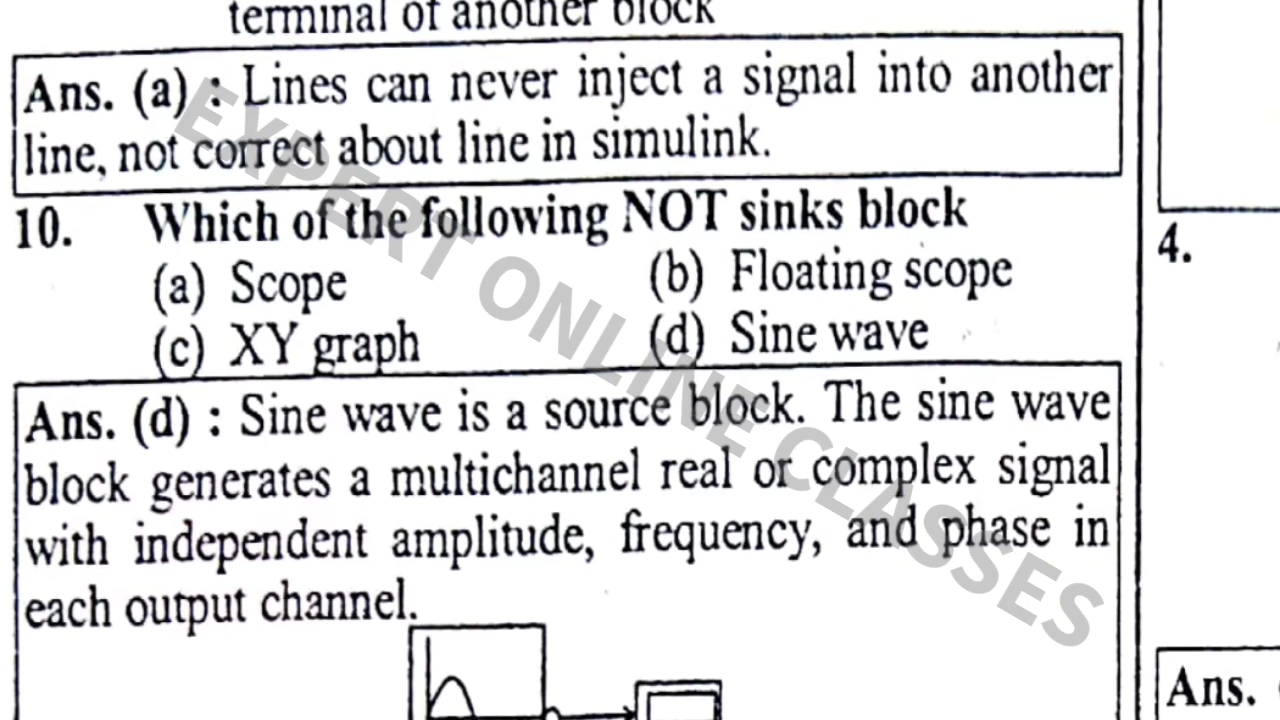 terminal of another block
Ans. (a) : Lines can never inject a signal into another
line, not correct about line in simulink.
10. Which of the following NOT sinks block
(a) Scope (b) Floating scope
(c) XY graph (d) Sine wave
Ans. (d) : Sine wave is a source block. The sine wave
block generates a multichannel real or complex signal
with independent amplitude, frequency, and phase in
each output channel.
4.
Ans.
EXPERT ONLINE CLASSES